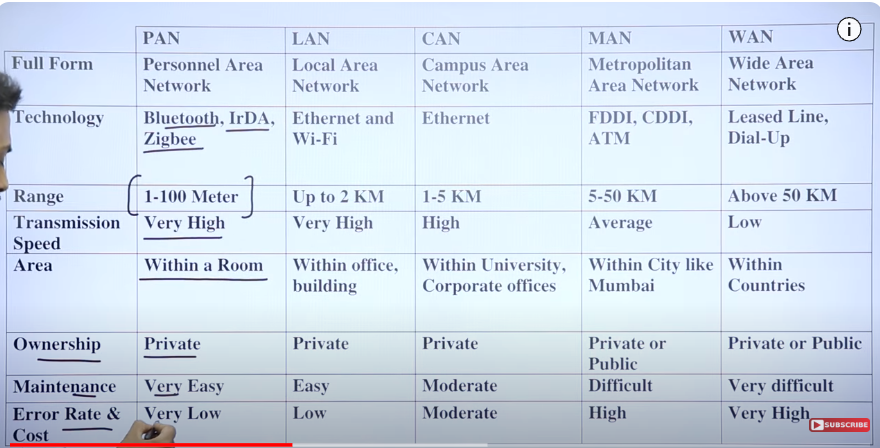 PAN LAN CAN MAN WAN
Full Form Personnel Area Local Area Campus Area Metropolitan Wide Area
Network Network Network Area Network Network
Technology Bluetooth, IrDA, Ethernet and Ethernet FDDI, CDDI, Leased Line,
Zigbee Wi-Fi ATM Dial-Up
Range 1-100 Meter Up to 2 KM 1-5 KM 5-50 KM Above 50 KM
Transmission Very High Very High High Average Low
Speed
Area Within a Room Within office, Within University, Within City like Within
building Corporate offices Mumbai Countries
Ownership Private Private Private Private or Private or Public
Public
Maintenance Very Easy Easy Moderate Difficult Very difficult
Error Rate & Very Low Low Moderate High Very High
Cost
SUBSCRIBE
i